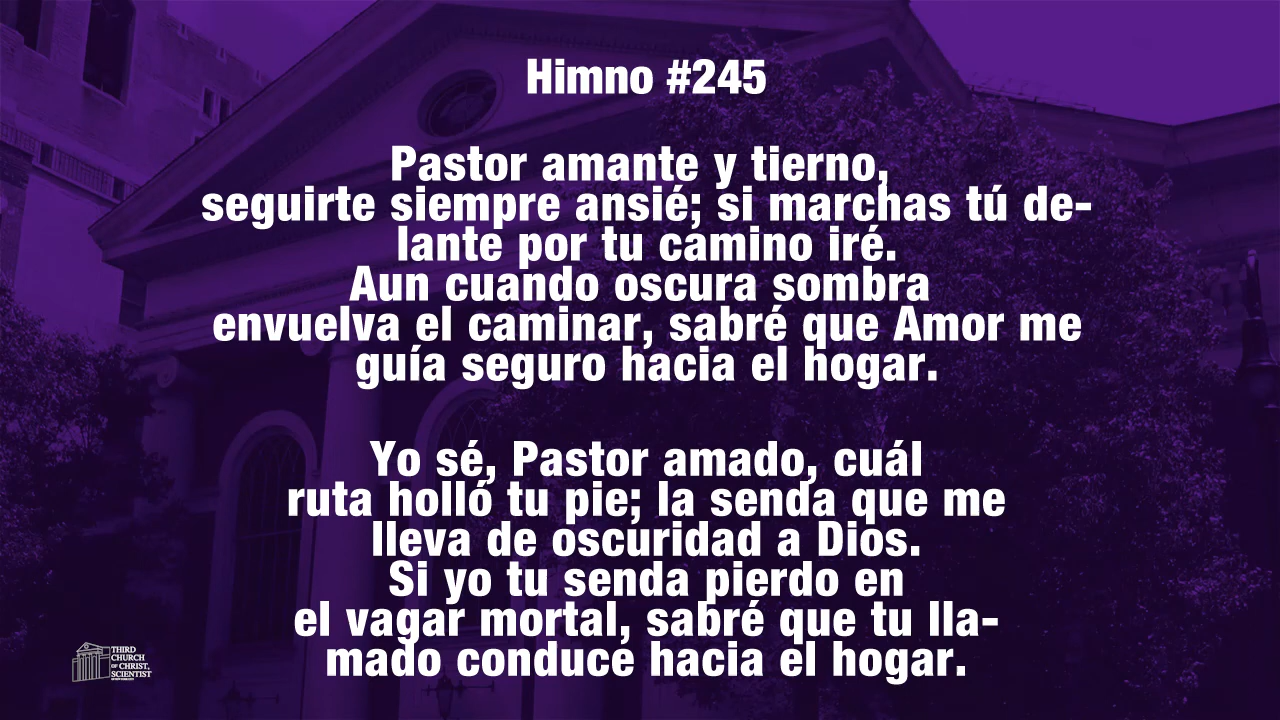 Himno #245
Pastor amante y tierno,
seguirte siempre ansié; si marchas tú de-
lante por tu camino iré.
Aun cuando oscura sombra
envuelva el caminar, sabré que Amor me
guía seguro hacia el hogar.
Yo sé, Pastor amado, cuál
ruta holló tu pie; la senda que me
lleva de oscuridad a Dios.
Si yo tu senda pierdo en
el vagar mortal, sabré que tu lla-
mado conduce hacia el hogar.
THIRD
CHURCH
OF CHRIST,
SCIENTIST